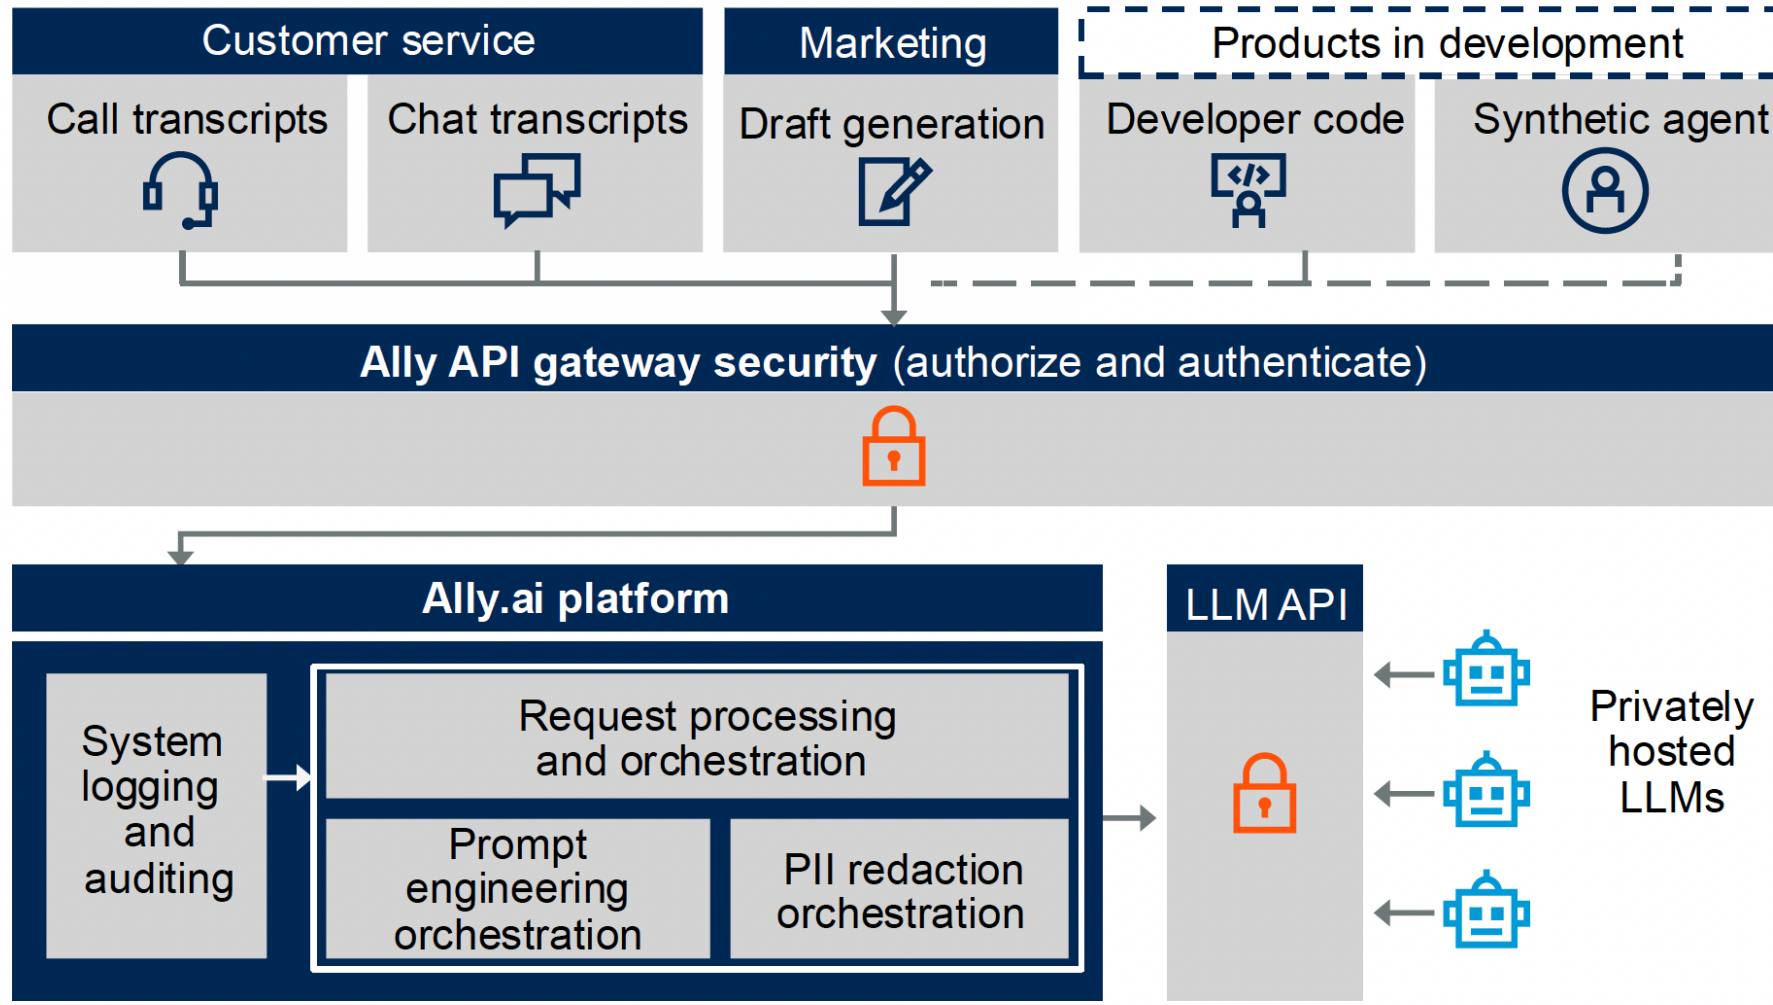 Customer service
Marketing
Products in development
Call transcripts
Chat transcripts
Draft generation
Developer code
Synthetic agent
Ally API gateway security (authorize and authenticate)
Ally.ai platform
LLM API
System
logging
and
auditing
Request processing
and orchestration
Prompt
engineering
orchestration
PII redaction
orchestration
Privately
hosted
LLMs